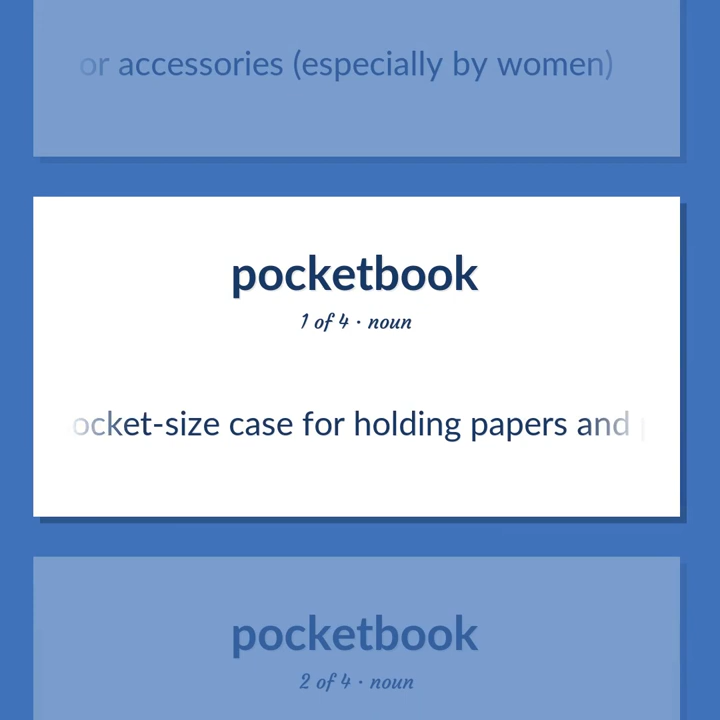 or accessories (especially by women)
pocketbook
1 of 4 · noun
ocket-size case for holding papers and
pocketbook
2 of 4 · noun